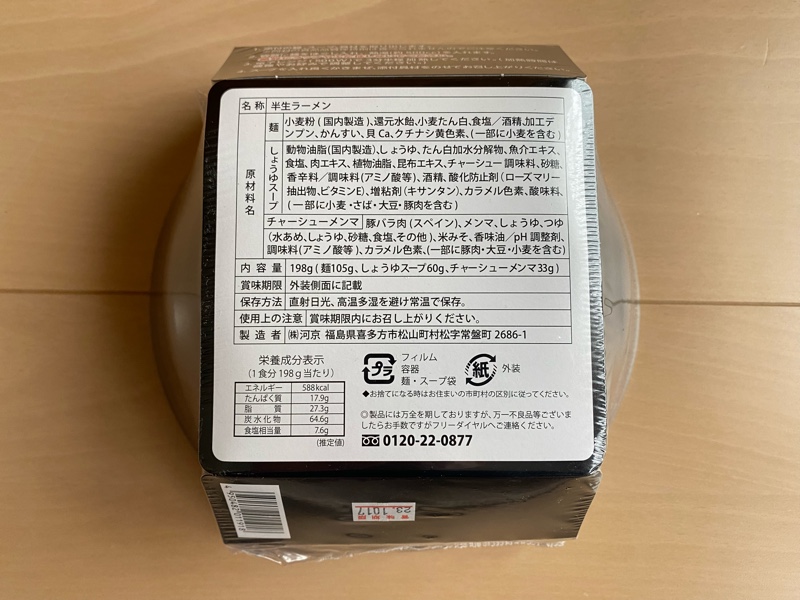 名称 半生ラーメン
原材料名
麺 小麦粉(国内製造)、還元水飴、小麦たん白、食塩/酒精、加工デ
ンプン、かんすい、貝Ca、クチナシ黄色素、(一部に小麦を含む)
しょうゆスープ 動物油脂(国内製造)、しょうゆ、たん白加水分解物、魚介エキス、
食塩、肉エキス、植物油脂、昆布エキス、チャーシュー調味料、砂糖、
香辛料/調味料(アミノ酸等)、酒精、酸化防止剤(ローズマリー
抽出物、ビタミンE)、増粘剤(キサンタン)、カラメル色素、酸味料、
(一部に小麦・さば・大豆・豚肉を含む)
チャーシューメンマ 豚バラ肉(スペイン)、メンマ、しょうゆ、つゆ
(水あめ、しょうゆ、砂糖、食塩、その他)、米みそ、香味油/pH調整剤、
調味料(アミノ酸等)、カラメル色素、(一部に豚肉・大豆・小麦を含む)
内容量 198g(麺105g、しょうゆスープ60g、チャーシューメンマ33g)
賞味期限 外装側面に記載
保存方法 直射日光、高温多湿を避け常温で保存。
使用上の注意 賞味期限内にお召し上がりください。
製造者 ㈱河京 福島県喜多方市松山町村松字常盤町2686-1
栄養成分表示
(1食分198g当たり)
エネルギー 588kcal
たんぱく質 17.9g
脂質 27.3g
炭水化物 64.6g
食塩相当量 7.6g
(推定値)
プラ
フィルム
容器
麺・スープ袋
紙 外装
◆お捨てになる時はお住まいの市町村の区別に従ってください。
◎製品には万全を期しておりますが、万一不良品等ございま
したらお手数ですがフリーダイヤルへご連絡ください。
0120-22-0877
賞味期限
23.1017